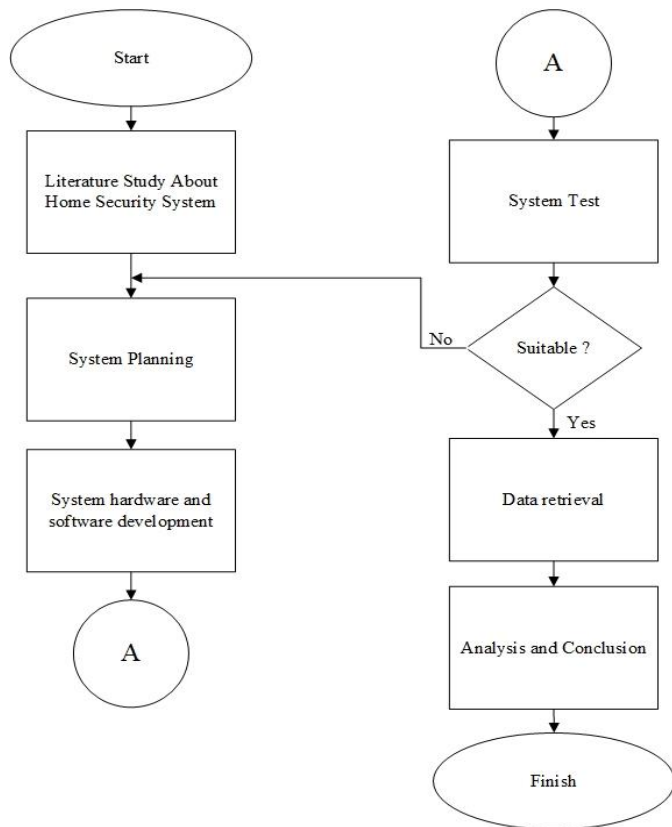 Start
Literature Study About
Home Security System
System Planning
System hardware and
software development
A
A
System Test
Suitable ?
No
Yes
Data retrieval
Analysis and Conclusion
Finish